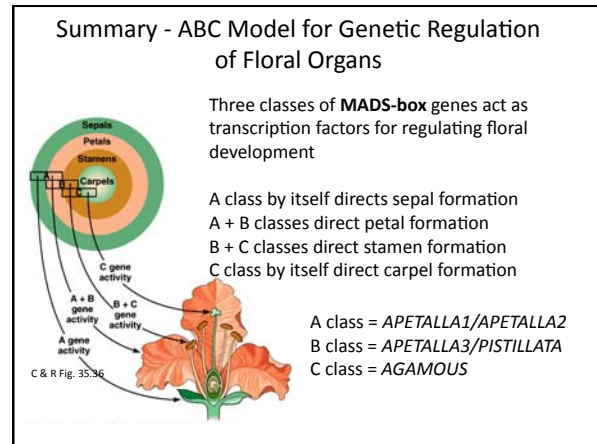 Summary - ABC Model for Genetic Regulation
of Floral Organs
Three classes of MADS-box genes act as
transcription factors for regulating floral
development
A class by itself directs sepal formation
A + B classes direct petal formation
B + C classes direct stamen formation
C class by itself direct carpel formation
A class = APETALLA1/APETALLA2
B class = APETALLA3/PISTILLATA
C class = AGAMOUS
Sepals
Petals
Stamens
Carpels
A
B
C
C gene
activity
A + B
gene
activity
B + C
gene
activity
A gene
activity
C & R Fig. 35.36